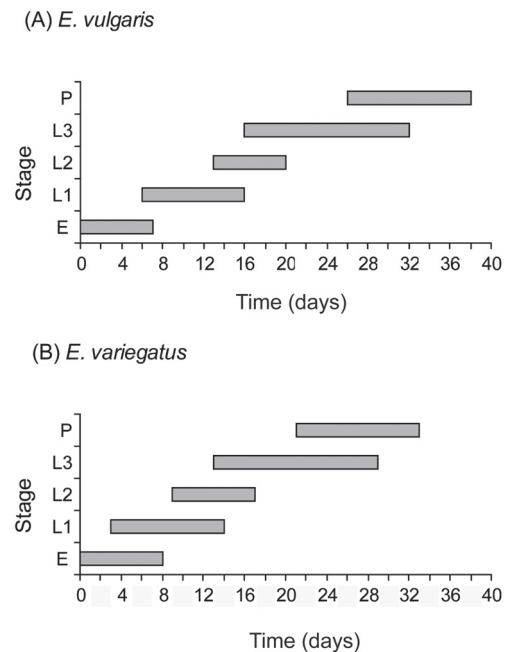 (A) E. vulgaris
P
L3
L2
L1
E
Stage
0 4 8 12 16 20 24 28 32 36 40
Time (days)
(B) E. variegatus
P
L3
L2
L1
E
Stage
0 4 8 12 16 20 24 28 32 36 40
Time (days)